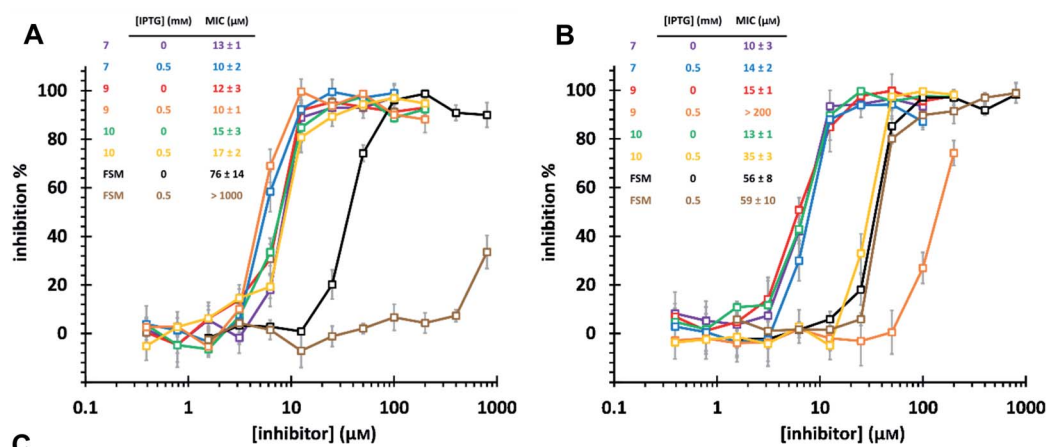 A
[IPTG] (mM) MIC (μM)
7 0 13 ± 1
7 0.5 10 ± 2
9 0 12 ± 3
9 0.5 10 ± 1
10 0 15 ± 3
10 0.5 17 ± 2
FSM 0 76 ± 14
FSM 0.5 > 1000
inhibition %
100
80
60
40
20
0
0.1 1 10 100 1000
[inhibitor] (μM)
B
[IPTG] (mM) MIC (μM)
7 0 10 ± 3
7 0.5 14 ± 2
9 0 15 ± 1
9 0.5 > 200
10 0 13 ± 1
10 0.5 35 ± 3
FSM 0 56 ± 8
FSM 0.5 59 ± 10
inhibition %
100
80
60
40
20
0
0.1 1 10 100 1000
[inhibitor] (μM)
C